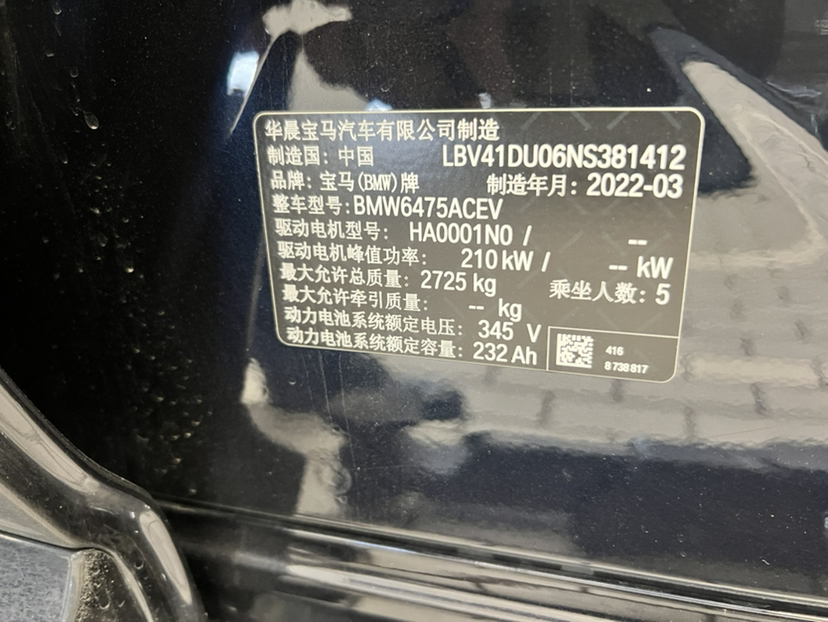 华晨宝马汽车有限公司制造
制造国：中国 LBV41DU06NS381412
品牌：宝马(BMW)牌 制造年月：2022-03
整车型号：BMW6475ACEV
驱动电机型号： HA0001N0 / --
驱动电机峰值功率： 210 kW / -- kW
最大允许总质量：2725 kg 乘坐人数：5
最大允许牵引质量： -- kg
动力电池系统额定电压： 345 V
动力电池系统额定容量：232 Ah
416
8 738 817